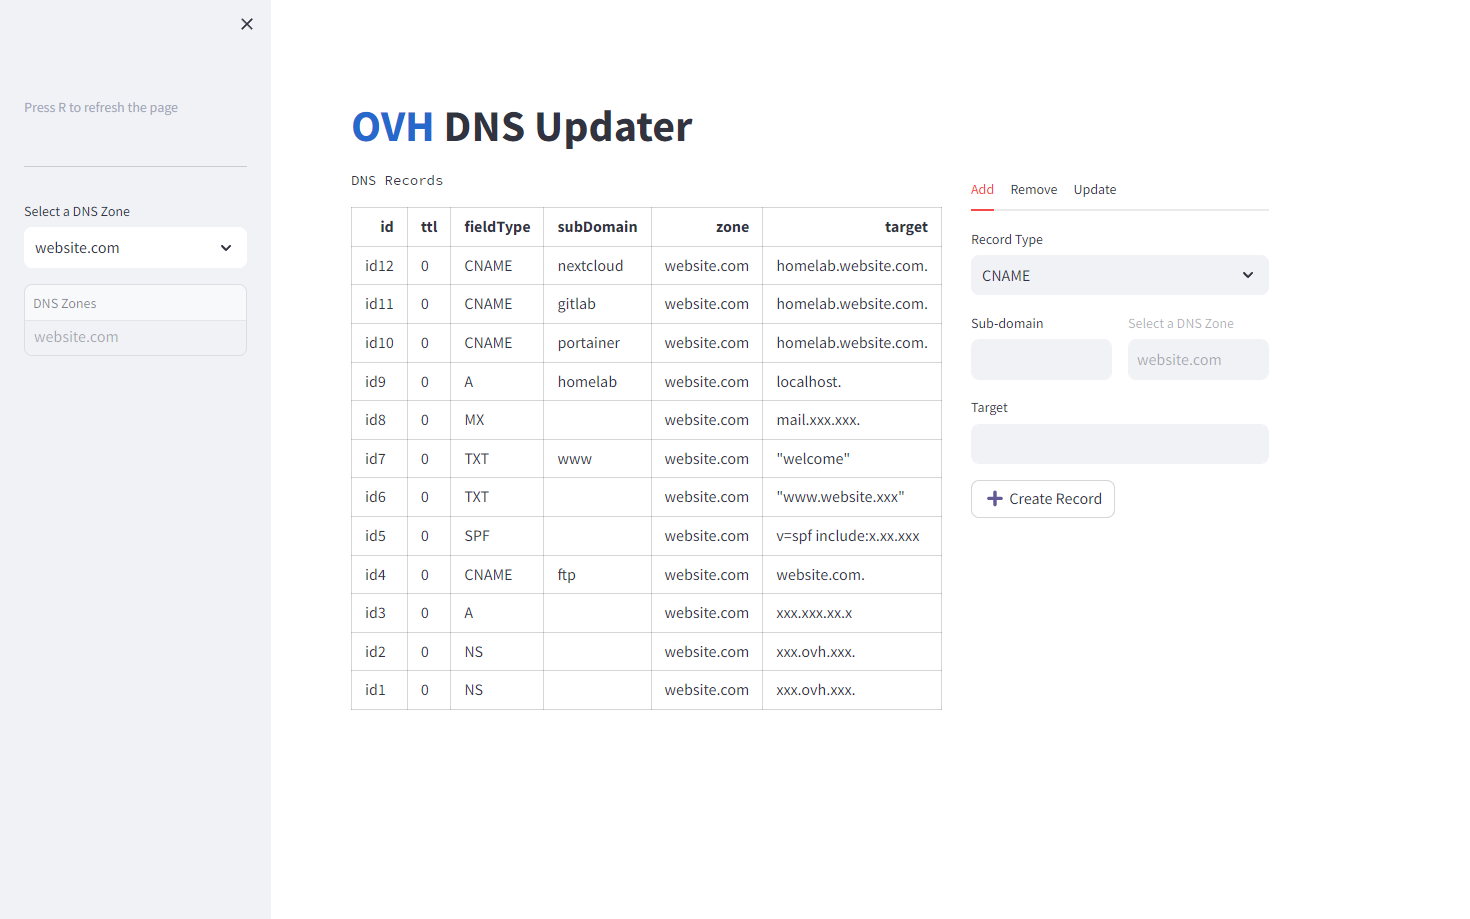 Press R to refresh the page
Select a DNS Zone
website.com
DNS Zones
website.com
OVH DNS Updater
DNS Records
id ttl fieldType subDomain zone target
id12 0 CNAME nextcloud website.com homelab.website.com.
id11 0 CNAME gitlab website.com homelab.website.com.
id10 0 CNAME portainer website.com homelab.website.com.
id9 0 A homelab website.com localhost.
id8 0 MX website.com mail.xxx.xxx.
id7 0 TXT www website.com "welcome"
id6 0 TXT website.com "www.website.xxx"
id5 0 SPF website.com v=spf include:x.xx.xxx
id4 0 CNAME ftp website.com website.com.
id3 0 A website.com xxx.xxx.xx.x
id2 0 NS website.com xxx.ovh.xxx.
id1 0 NS website.com xxx.ovh.xxx.
Add Remove Update
Record Type
CNAME
Sub-domain Select a DNS Zone
website.com
Target
Create Record